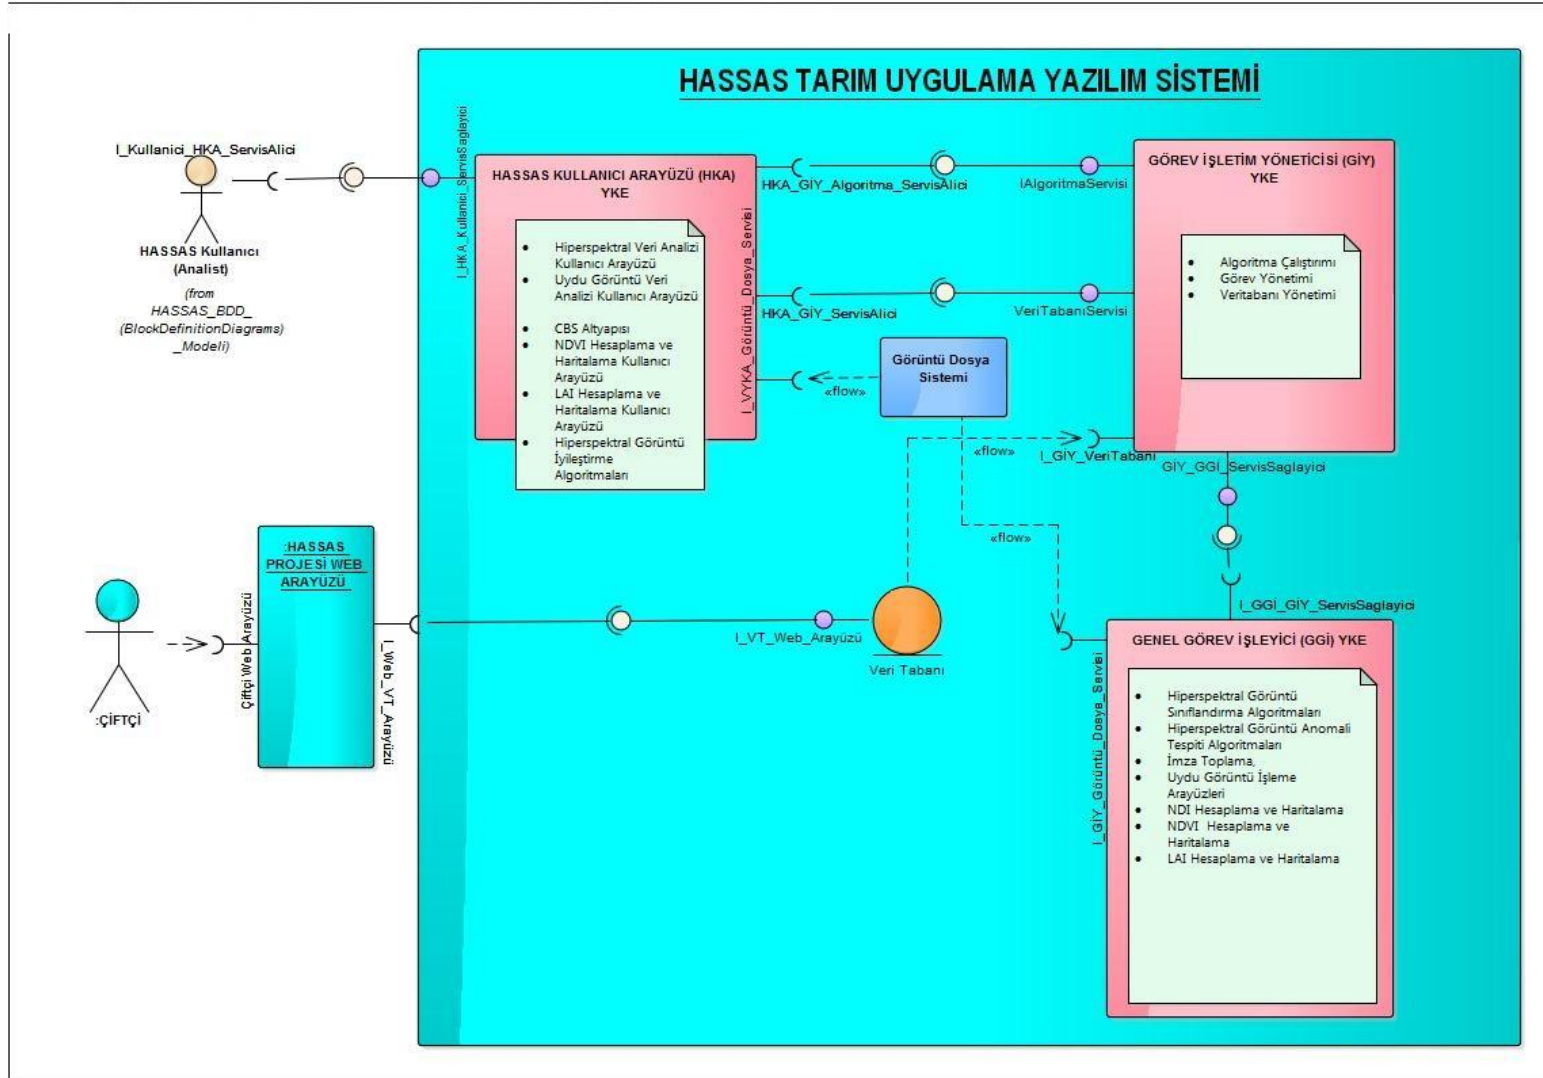 HASSAS TARIM UYGULAMA YAZILIM SİSTEMİ
I_Kullanici_HKA_ServisAlici
HASSAS Kullanıcı
(Analist)
(from
HASSAS_BDD_
(BlockDefinitionDiagrams)
_Modeli)
I_HKA_Kullanici_ServisSaglayici
HASSAS KULLANICI ARAYÜZÜ (HKA)
YKE
Hiperspektral Veri Analizi
Kullanıcı Arayüzü
Uydu Görüntü Veri
Analizi Kullanıcı Arayüzü
CBS Altyapısı
NDVI Hesaplama ve
Haritalama Kullanıcı
Arayüzü
LAI Hesaplama ve
Haritalama Kullanıcı
Arayüzü
Hiperspektral Görüntü
İyileştirme
Algoritmaları
I_VYKA_Görüntü_Dosya_Servisi
HKA_GİY_Algoritma_ServisAlici
IAlgoritmaServisi
HKA_GİY_ServisAlici
VeriTabanıServisi
GÖREV İŞLETİM YÖNETİCİSİ (GİY)
YKE
Algoritma Çalıştırımı
Görev Yönetimi
Veritabanı Yönetimi
Görüntü Dosya
Sistemi
«flow»
«flow»
I_GİY_VeriTabanı
GİY_GGİ_ServisSaglayici
«flow»
:HASSAS
PROJESİ WEB
ARAYÜZÜ
:ÇİFTÇİ
Çiftçi Web Arayüzü
I_Web_VT_Arayüzü
I_VT_Web_Arayüzü
Veri Tabanı
I_GGİ_GİY_ServisSaglayici
I_GİY_Görüntü_Dosya_Servisi
GENEL GÖREV İŞLEYİCİ (GGİ) YKE
Hiperspektral Görüntü
Sınıflandırma Algoritmaları
Hiperspektral Görüntü Anomali
Tespiti Algoritmaları
İmza Toplama,
Uydu Görüntü İşleme
Arayüzleri
NDI Hesaplama ve Haritalama
NDVI Hesaplama ve
Haritalama
LAI Hesaplama ve Haritalama